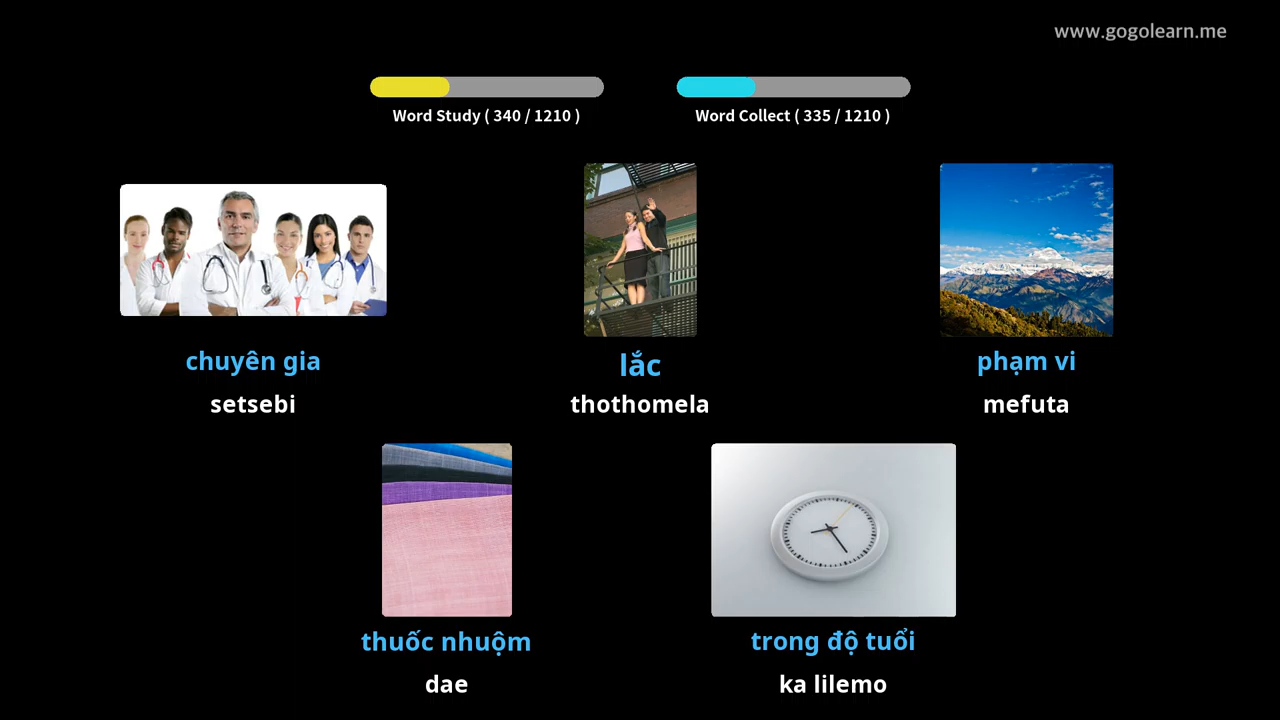 www.gogolearn.me
Word Study ( 340 / 1210 )
Word Collect ( 335 / 1210 )
chuyên gia
setsebi
lắc
thothomela
phạm vi
mefuta
thuốc nhuộm
dae
trong độ tuổi
ka lilemo